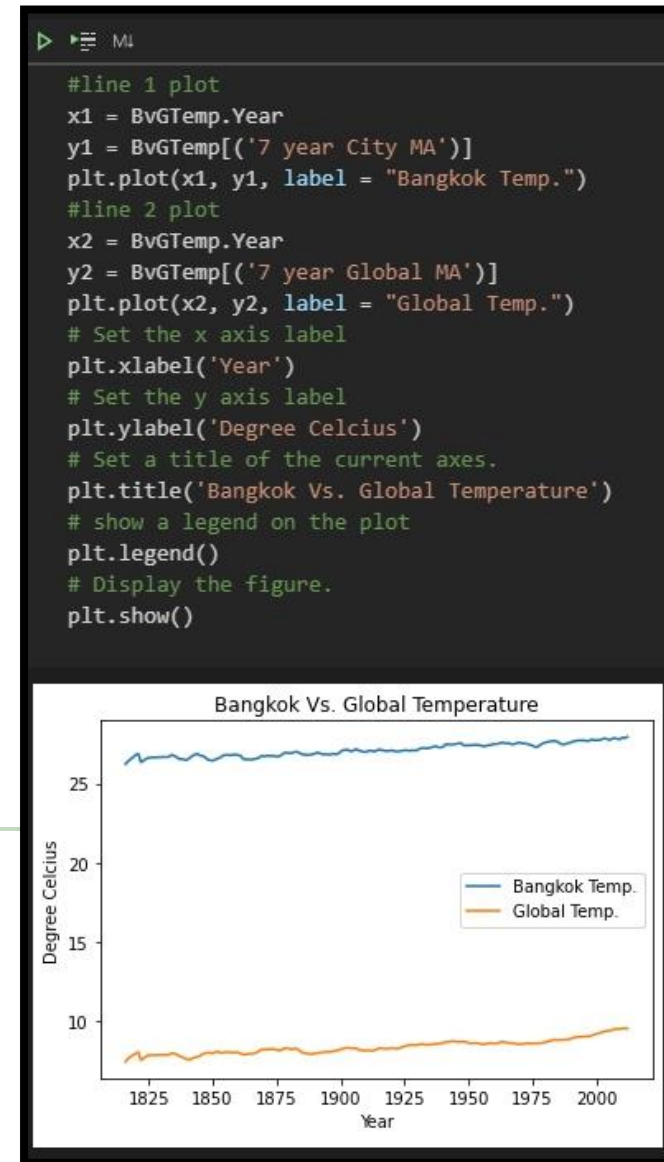 M↓
#line 1 plot
x1 = BvGTemp.Year
y1 = BvGTemp[('7 year City MA')]
plt.plot(x1, y1, label = "Bangkok Temp.")
#line 2 plot
x2 = BvGTemp.Year
y2 = BvGTemp[('7 year Global MA')]
plt.plot(x2, y2, label = "Global Temp.")
# Set the x axis label
plt.xlabel('Year')
# Set the y axis label
plt.ylabel('Degree Celcius')
# Set a title of the current axes.
plt.title('Bangkok Vs. Global Temperature')
# show a legend on the plot
plt.legend()
# Display the figure.
plt.show()
Bangkok Vs. Global Temperature
Degree Celcius
25
20
15
10
Bangkok Temp.
Global Temp.
1825 1850 1875 1900 1925 1950 1975 2000
Year